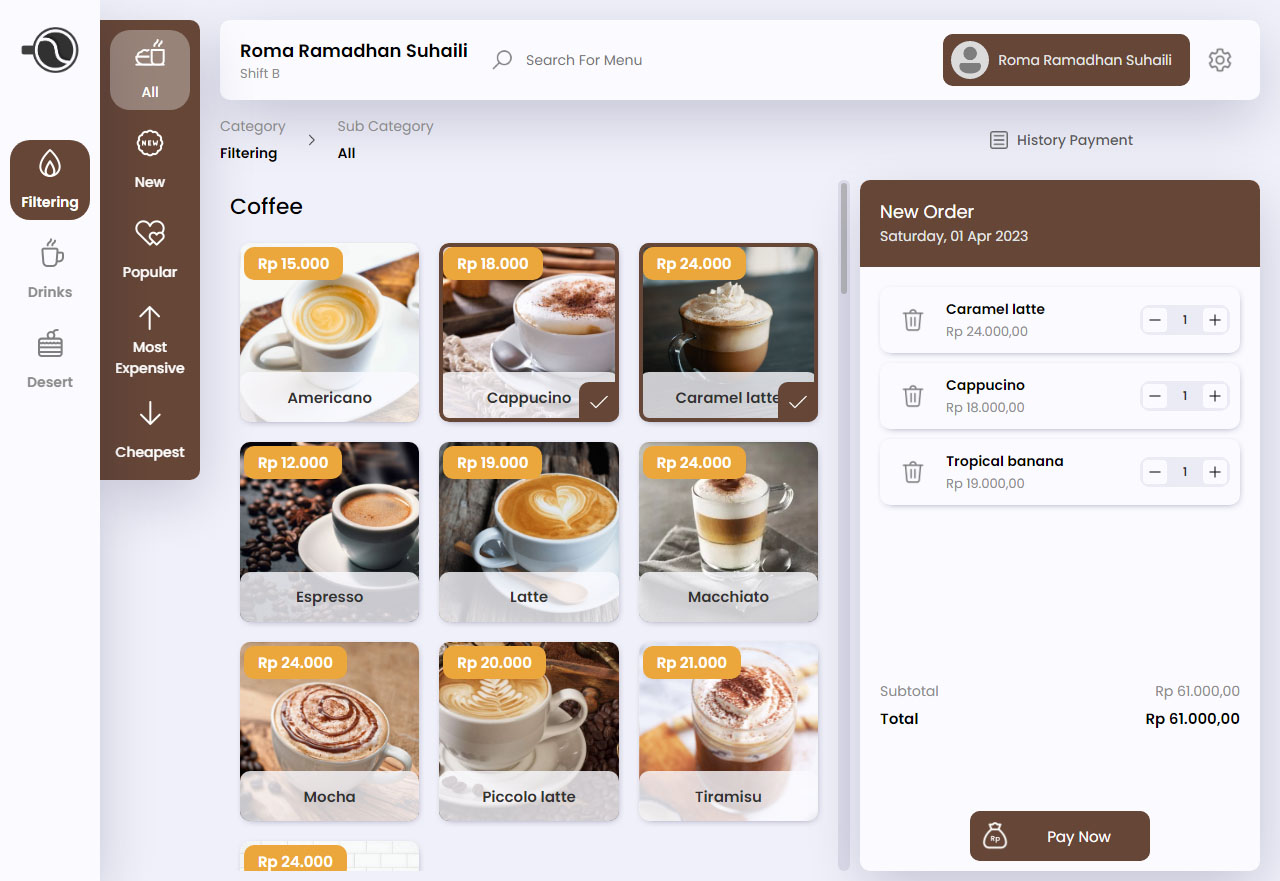 All
NEW
New
Popular
Most
Expensive
Cheapest
Filtering
Drinks
Desert
Roma Ramadhan Suhaili
Shift B
Search For Menu
Roma Ramadhan Suhaili
Category
Filtering
Sub Category
All
History Payment
Coffee
Rp 15.000
Americano
Rp 18.000
Cappucino
Rp 24.000
Caramel latte
Rp 12.000
Espresso
Rp 19.000
Latte
Rp 24.000
Macchiato
Rp 24.000
Mocha
Rp 20.000
Piccolo latte
Rp 21.000
Tiramisu
Rp 24.000
New Order
Saturday, 01 Apr 2023
Caramel latte
Rp 24.000,00
1
Cappucino
Rp 18.000,00
1
Tropical banana
Rp 19.000,00
1
Subtotal Rp 61.000,00
Total Rp 61.000,00
Rp
Pay Now